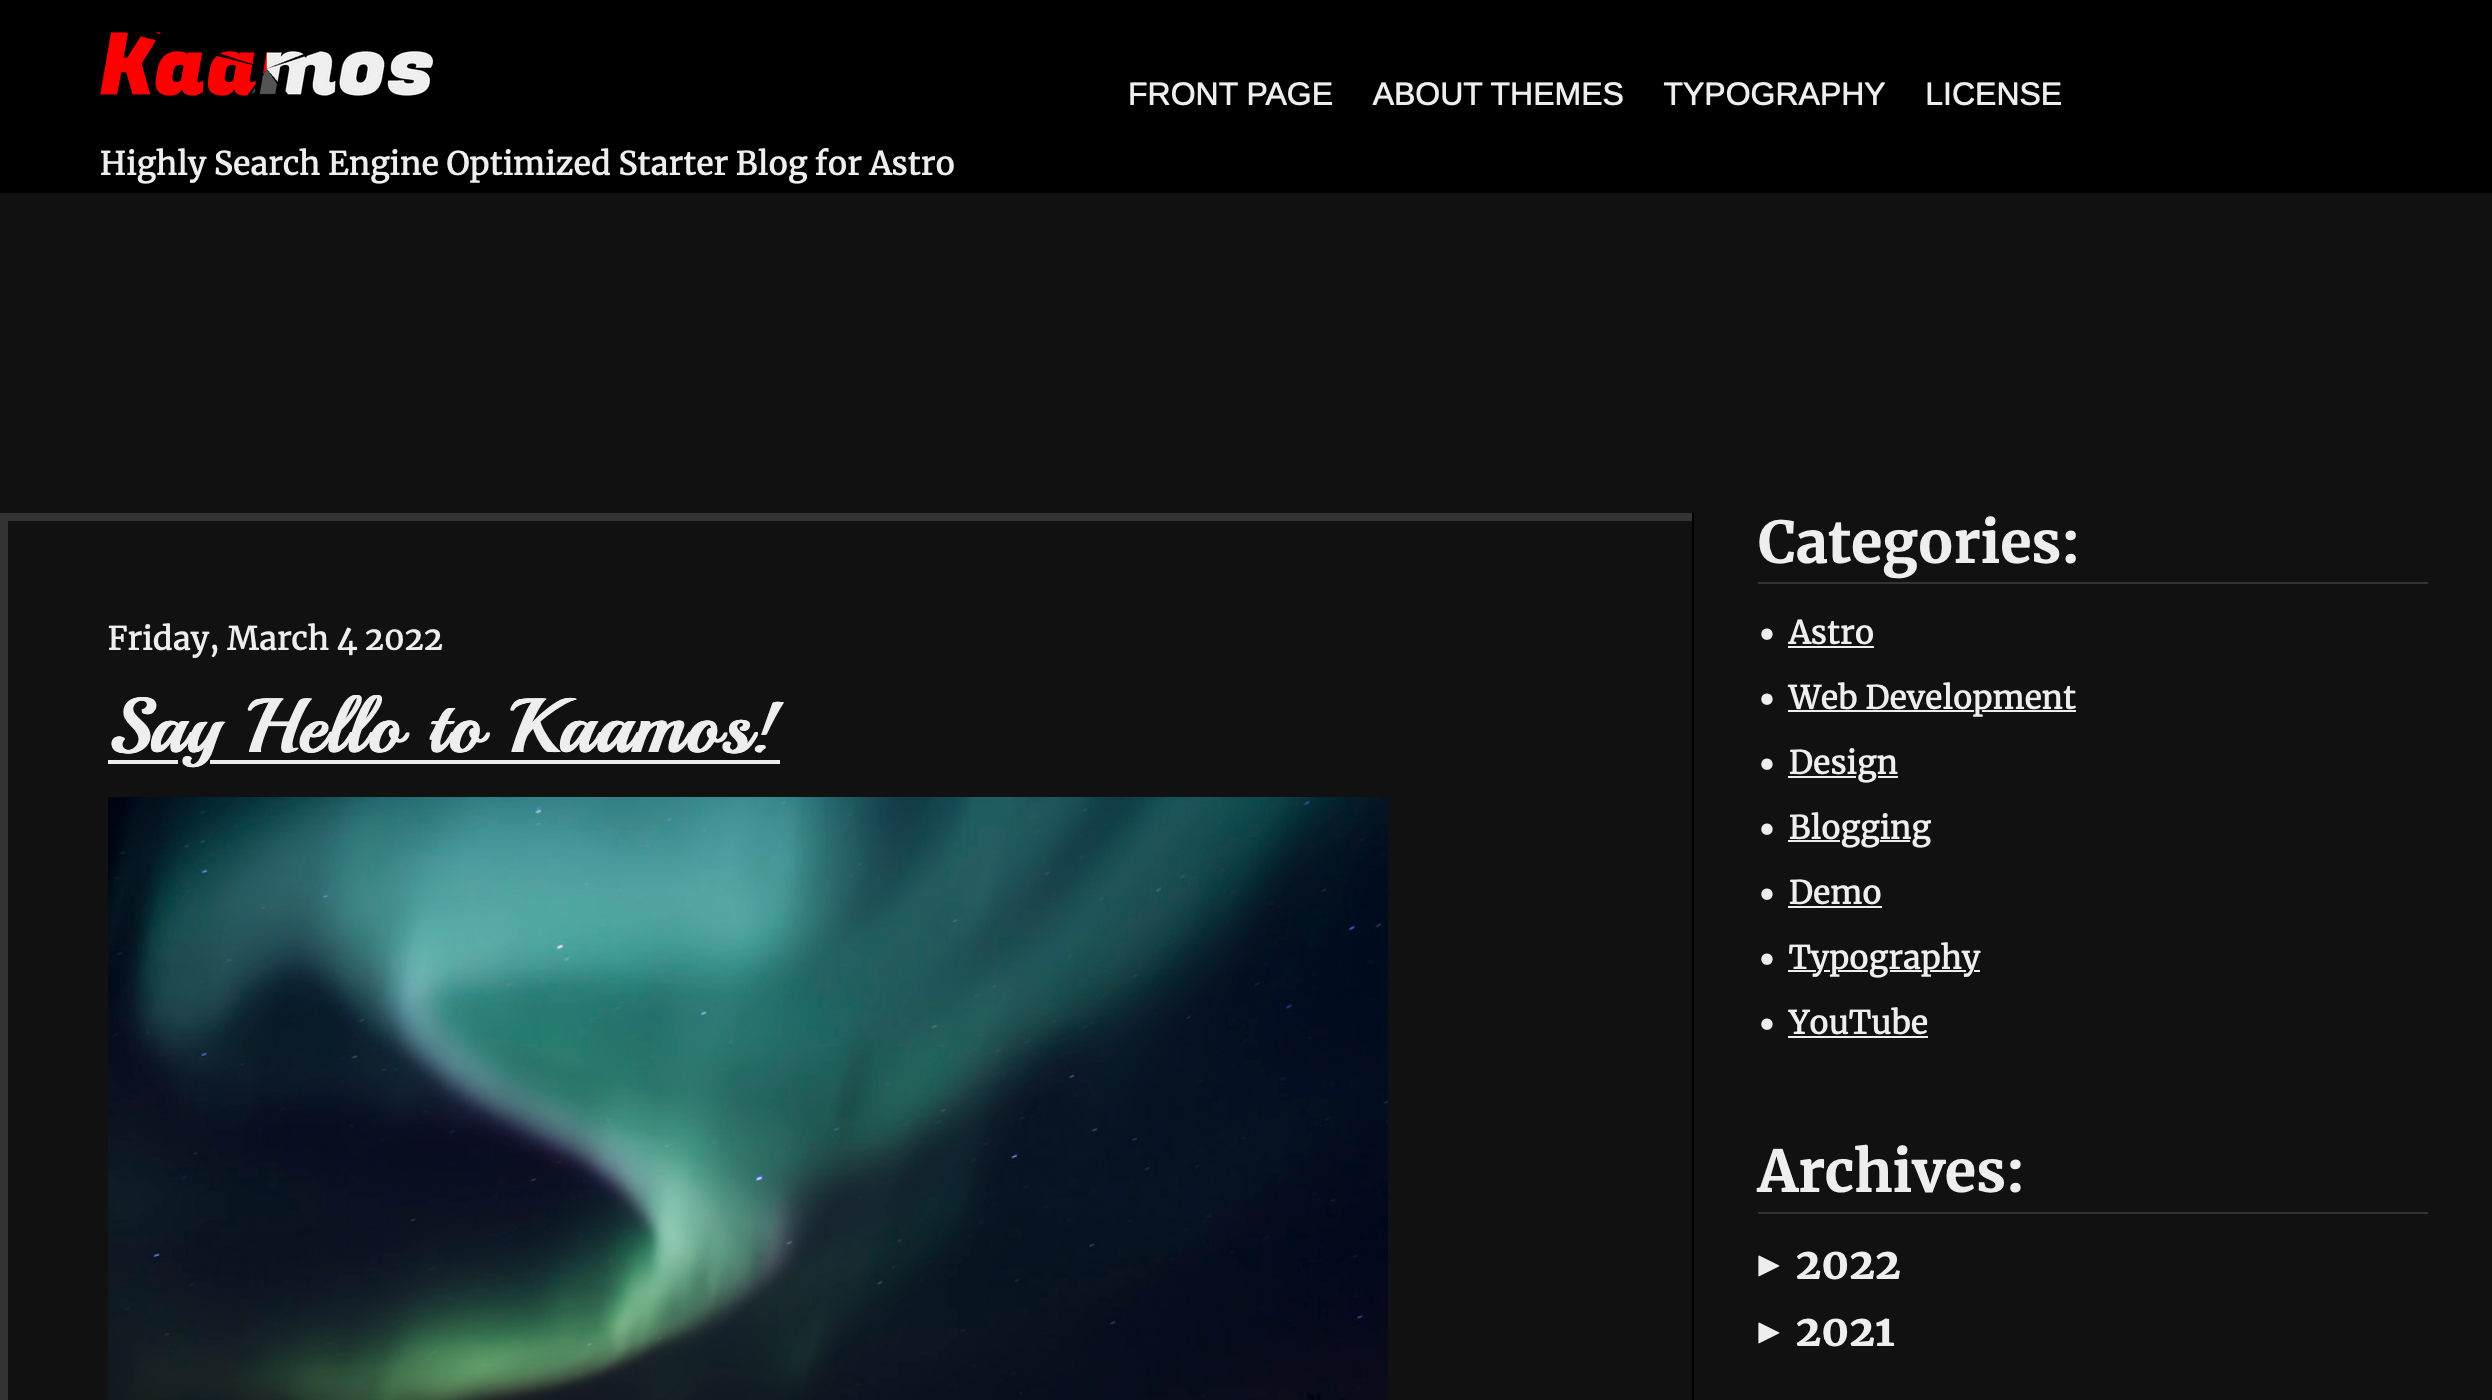 Kaamos
FRONT PAGE ABOUT THEMES TYPOGRAPHY LICENSE
Highly Search Engine Optimized Starter Blog for Astro
Friday, March 4 2022
Say Hello to Kaamos!
Categories:
Astro
Web Development
Design
Blogging
Demo
Typography
YouTube
Archives:
2022
2021